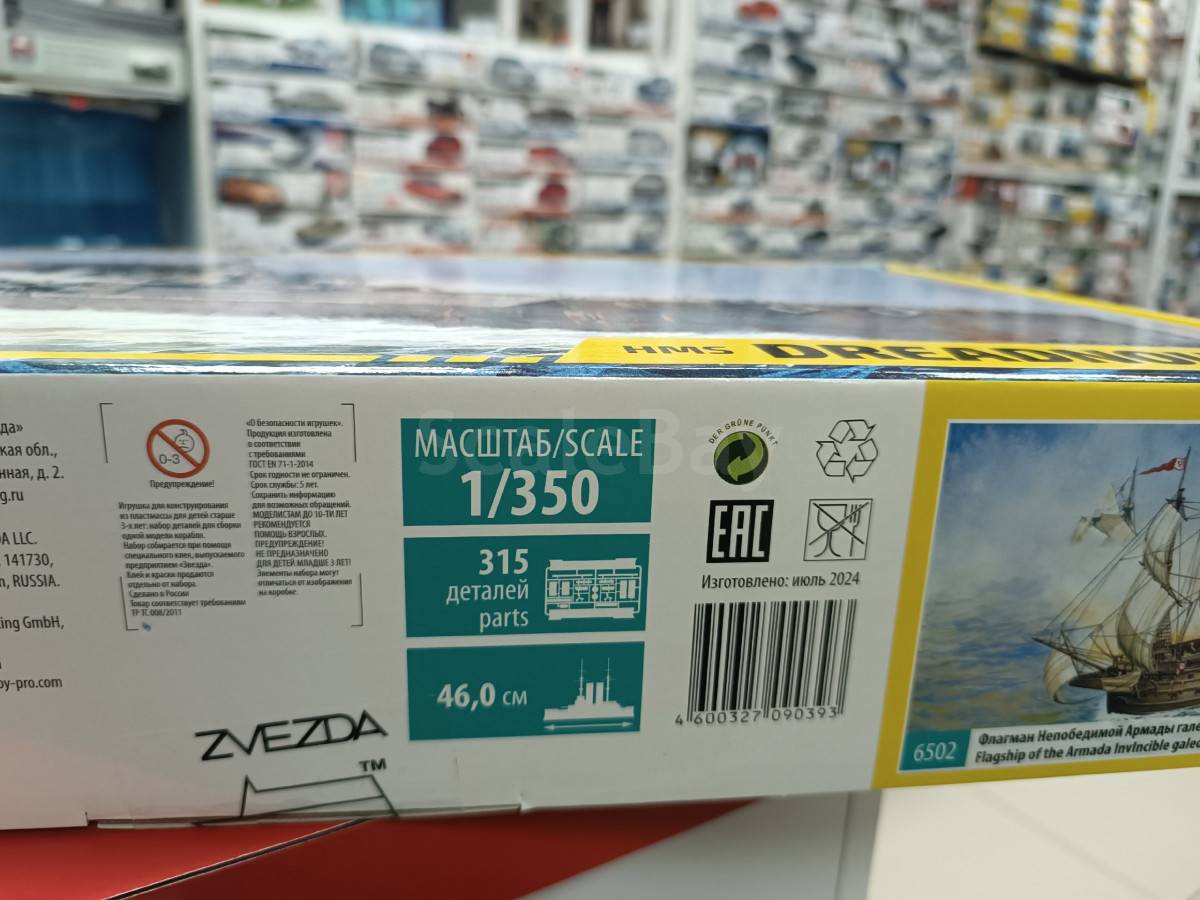 HMS DREADNOU
да»
кая обл.,
нная, д. 2.
g.ru
A LLC.
141730,
n, RUSSIA.
ing GmbH,
oy-pro.com
0-3
Предупреждение!
Игрушка для конструирования
из пластмассы для детей старше
3-х лет: набор деталей для сборки
одной модели корабля.
Набор собирается при помощи
специального клея, выпускаемого
предприятием «Звезда».
Клей и краски продаются
отдельно от набора.
Сделано в России
Товар соответствует требованиям
ТР ТС 008/2011
«О безопасности игрушек».
Продукция изготовлена
в соответствии
с требованиями
ГОСТ EN 71-1-2014
Срок годности не ограничен.
Срок службы: 5 лет.
Сохранить информацию
для возможных обращений.
МОДЕЛИСТАМ ДО 10-ТИ ЛЕТ
РЕКОМЕНДУЕТСЯ
ПОМОЩЬ ВЗРОСЛЫХ.
ПРЕДУПРЕЖДЕНИЕ!
НЕ ПРЕДНАЗНАЧЕНО
ДЛЯ ДЕТЕЙ МЛАДШЕ 3 ЛЕТ!
Элементы набора могут
отличаться от изображения
на коробке.
ZVEZDA
TM
МАСШТАБ/SCALE
1/350
315
деталей
parts
46,0 см
DER GRÜNE PUNKT
EAC
Изготовлено: июль 2024
4 600327 090393
6502
Флагман Непобедимой Армады гале
Flagship of the Armada Invincible galeo